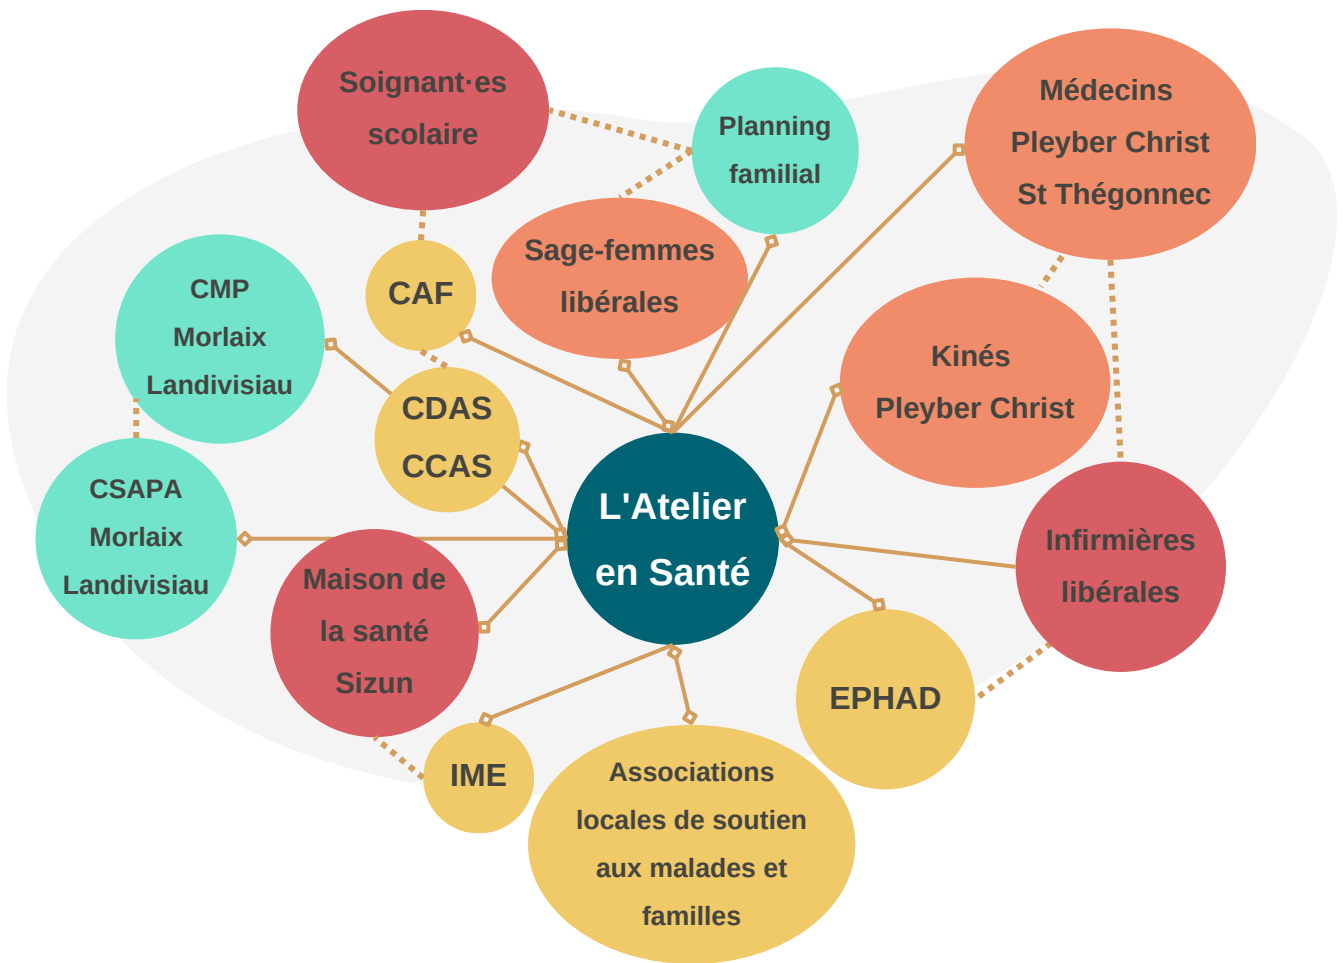 Soignant·es
scolaire
Planning
familial
Médecins
Pleyber Christ
St Thégonnec
Sage-femmes
libérales
CAF
CMP
Morlaix
Landivisiau
Kinés
Pleyber Christ
CDAS
CCAS
CSAPA
Morlaix
Landivisiau
L'Atelier
en Santé
Infirmières
libérales
Maison de
la santé
Sizun
EPHAD
IME
Associations
locales de soutien
aux malades et
familles